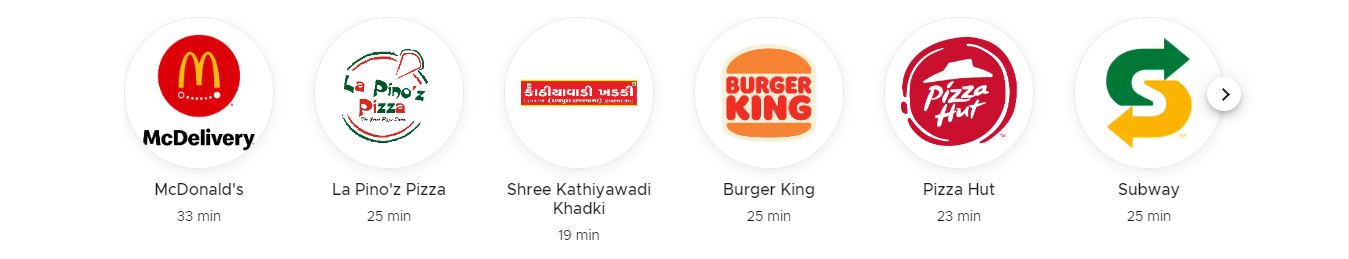 McDelivery
La Pino'z
Pizza
કાઠીયાવાડી ખડકી
BURGER
KING
Pizza
Hut
McDonald's
La Pino'z Pizza
Shree Kathiyawadi
Khadki
Burger King
Pizza Hut
Subway
33 min
25 min
19 min
25 min
23 min
25 min